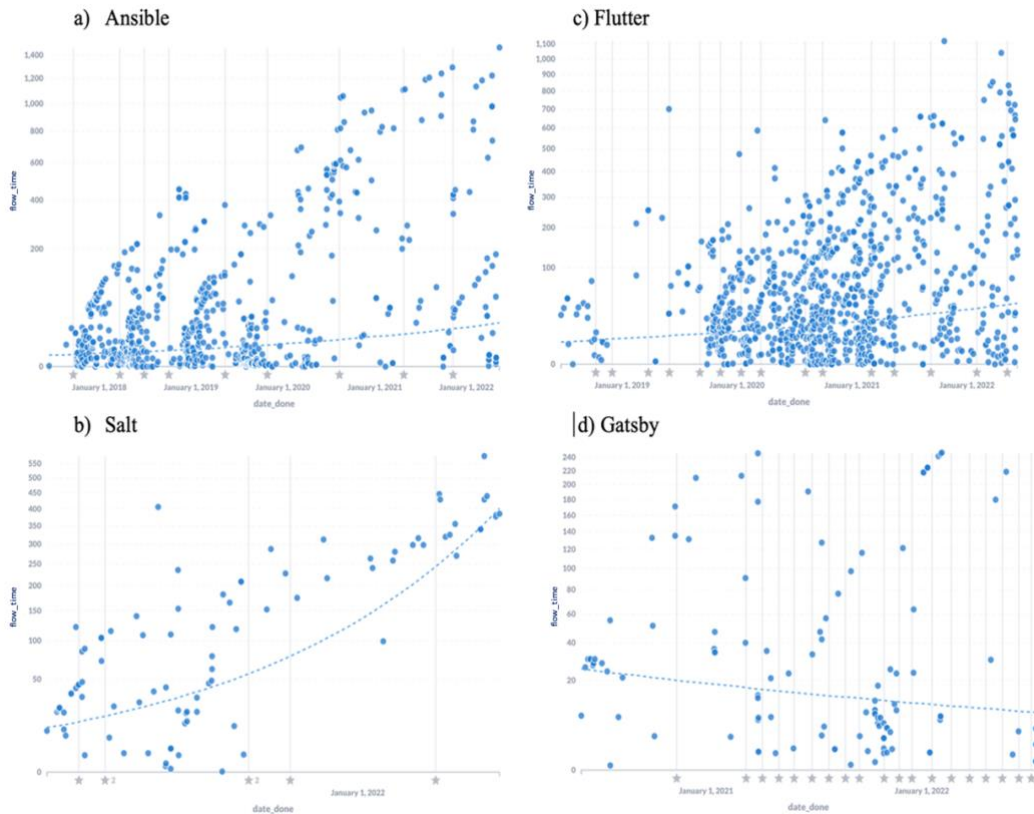 a) Ansible
1,400
1,200
1,000
800
600
400
200
0
flow_time
January 1, 2018
January 1, 2019
January 1, 2020
January 1, 2021
January 1, 2022
date_done
c) Flutter
1,100
1,000
900
800
700
600
500
400
300
200
100
0
flow_time
January 1, 2019
January 1, 2020
January 1, 2021
January 1, 2022
date_done
b) Salt
550
500
450
400
350
300
250
200
150
100
50
0
flow_time
2
2
January 1, 2022
date_done
d) Gatsby
240
220
200
180
160
140
120
100
80
60
40
20
0
flow_time
January 1, 2021
January 1, 2022
date_done